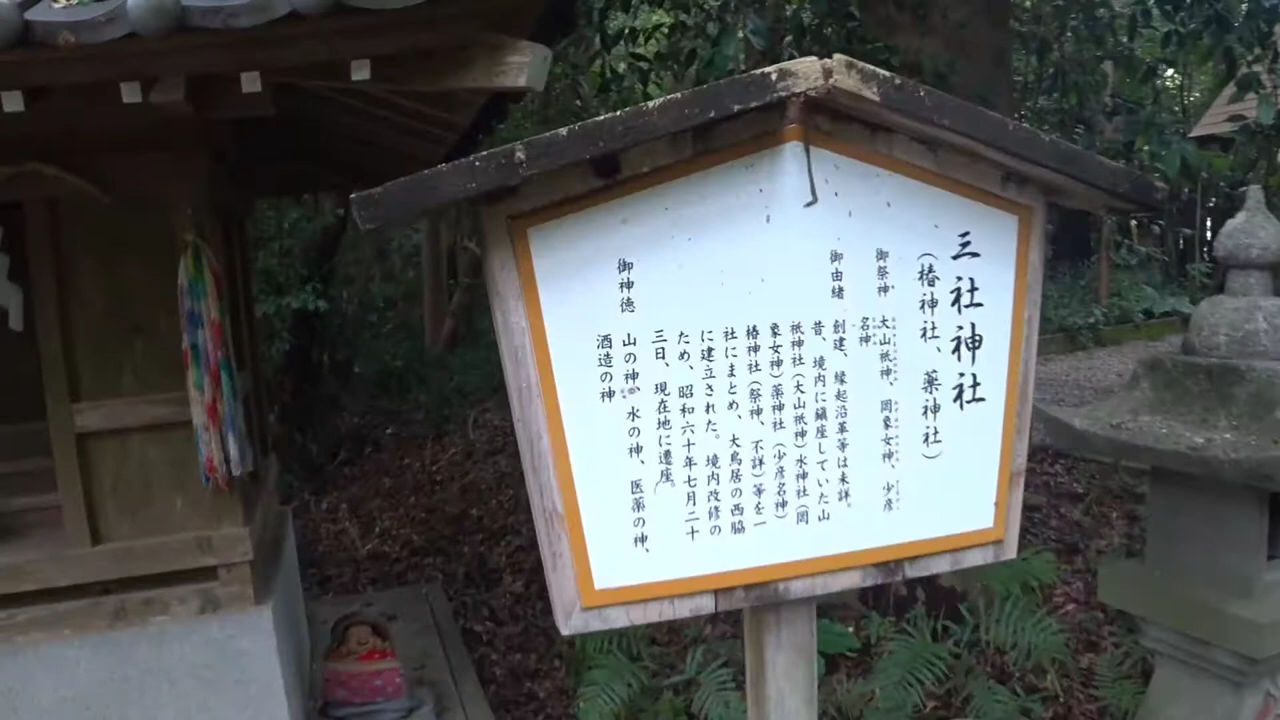 三社神社
（椿神社、薬神社）
御祭神　大山祇神、岡象女神、少彦
名神
御由緒　創建、縁起沿革等は未詳。
昔、境内に鎮座していた山
祇神社（大山祇神）水神社（岡
象女神）薬神社（少彦名神）
椿神社（祭神、不詳）等を一
社にまとめ、大鳥居の西脇
に建立された。境内改修の
ため、昭和六十年七月二十
三日、現在地に遷座。
御神徳　山の神、水の神、医薬の神、
酒造の神